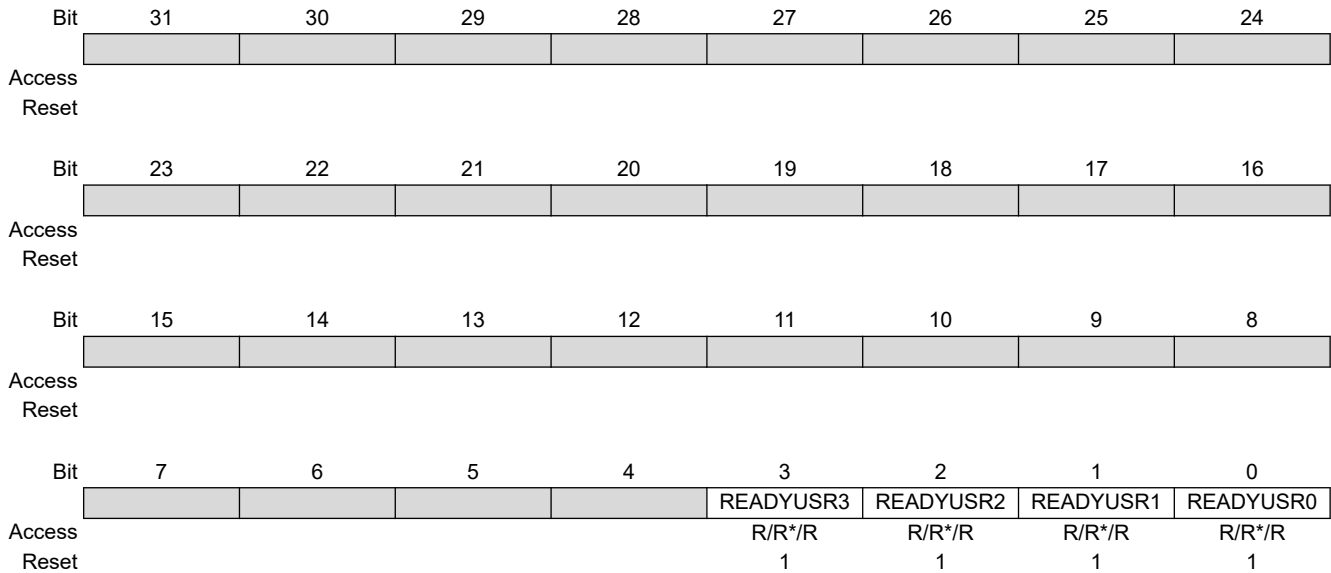 Bit 31 30 29 28 27 26 25 24
Access
Reset
Bit 23 22 21 20 19 18 17 16
Access
Reset
Bit 15 14 13 12 11 10 9 8
Access
Reset
Bit 7 6 5 4 3 2 1 0
READYUSR3 READYUSR2 READYUSR1 READYUSR0
Access R/R*/R R/R*/R R/R*/R R/R*/R
Reset 1 1 1 1